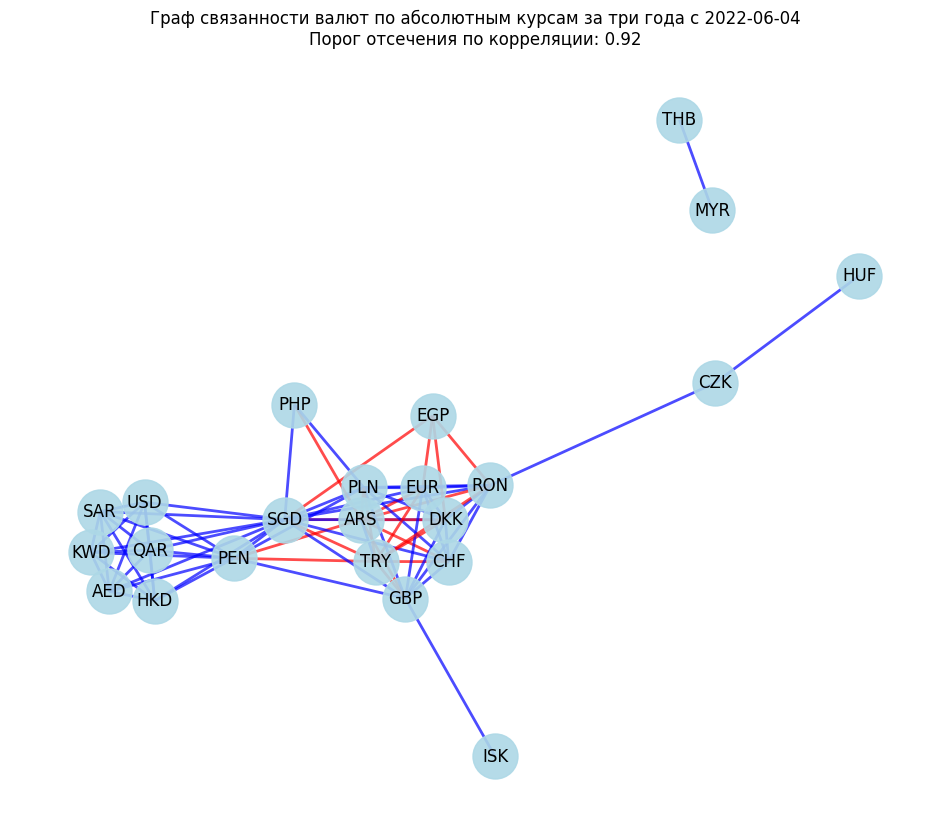 Граф связанности валют по абсолютным курсам за три года с 2022-06-04
Порог отсечения по корреляции: 0.92
THB
MYR
HUF
CZK
PHP
EGP
PLN
EUR
RON
USD
SAR
SGD
ARS
DKK
KWD
QAR
PEN
TRY
CHF
AED
HKD
GBP
ISK